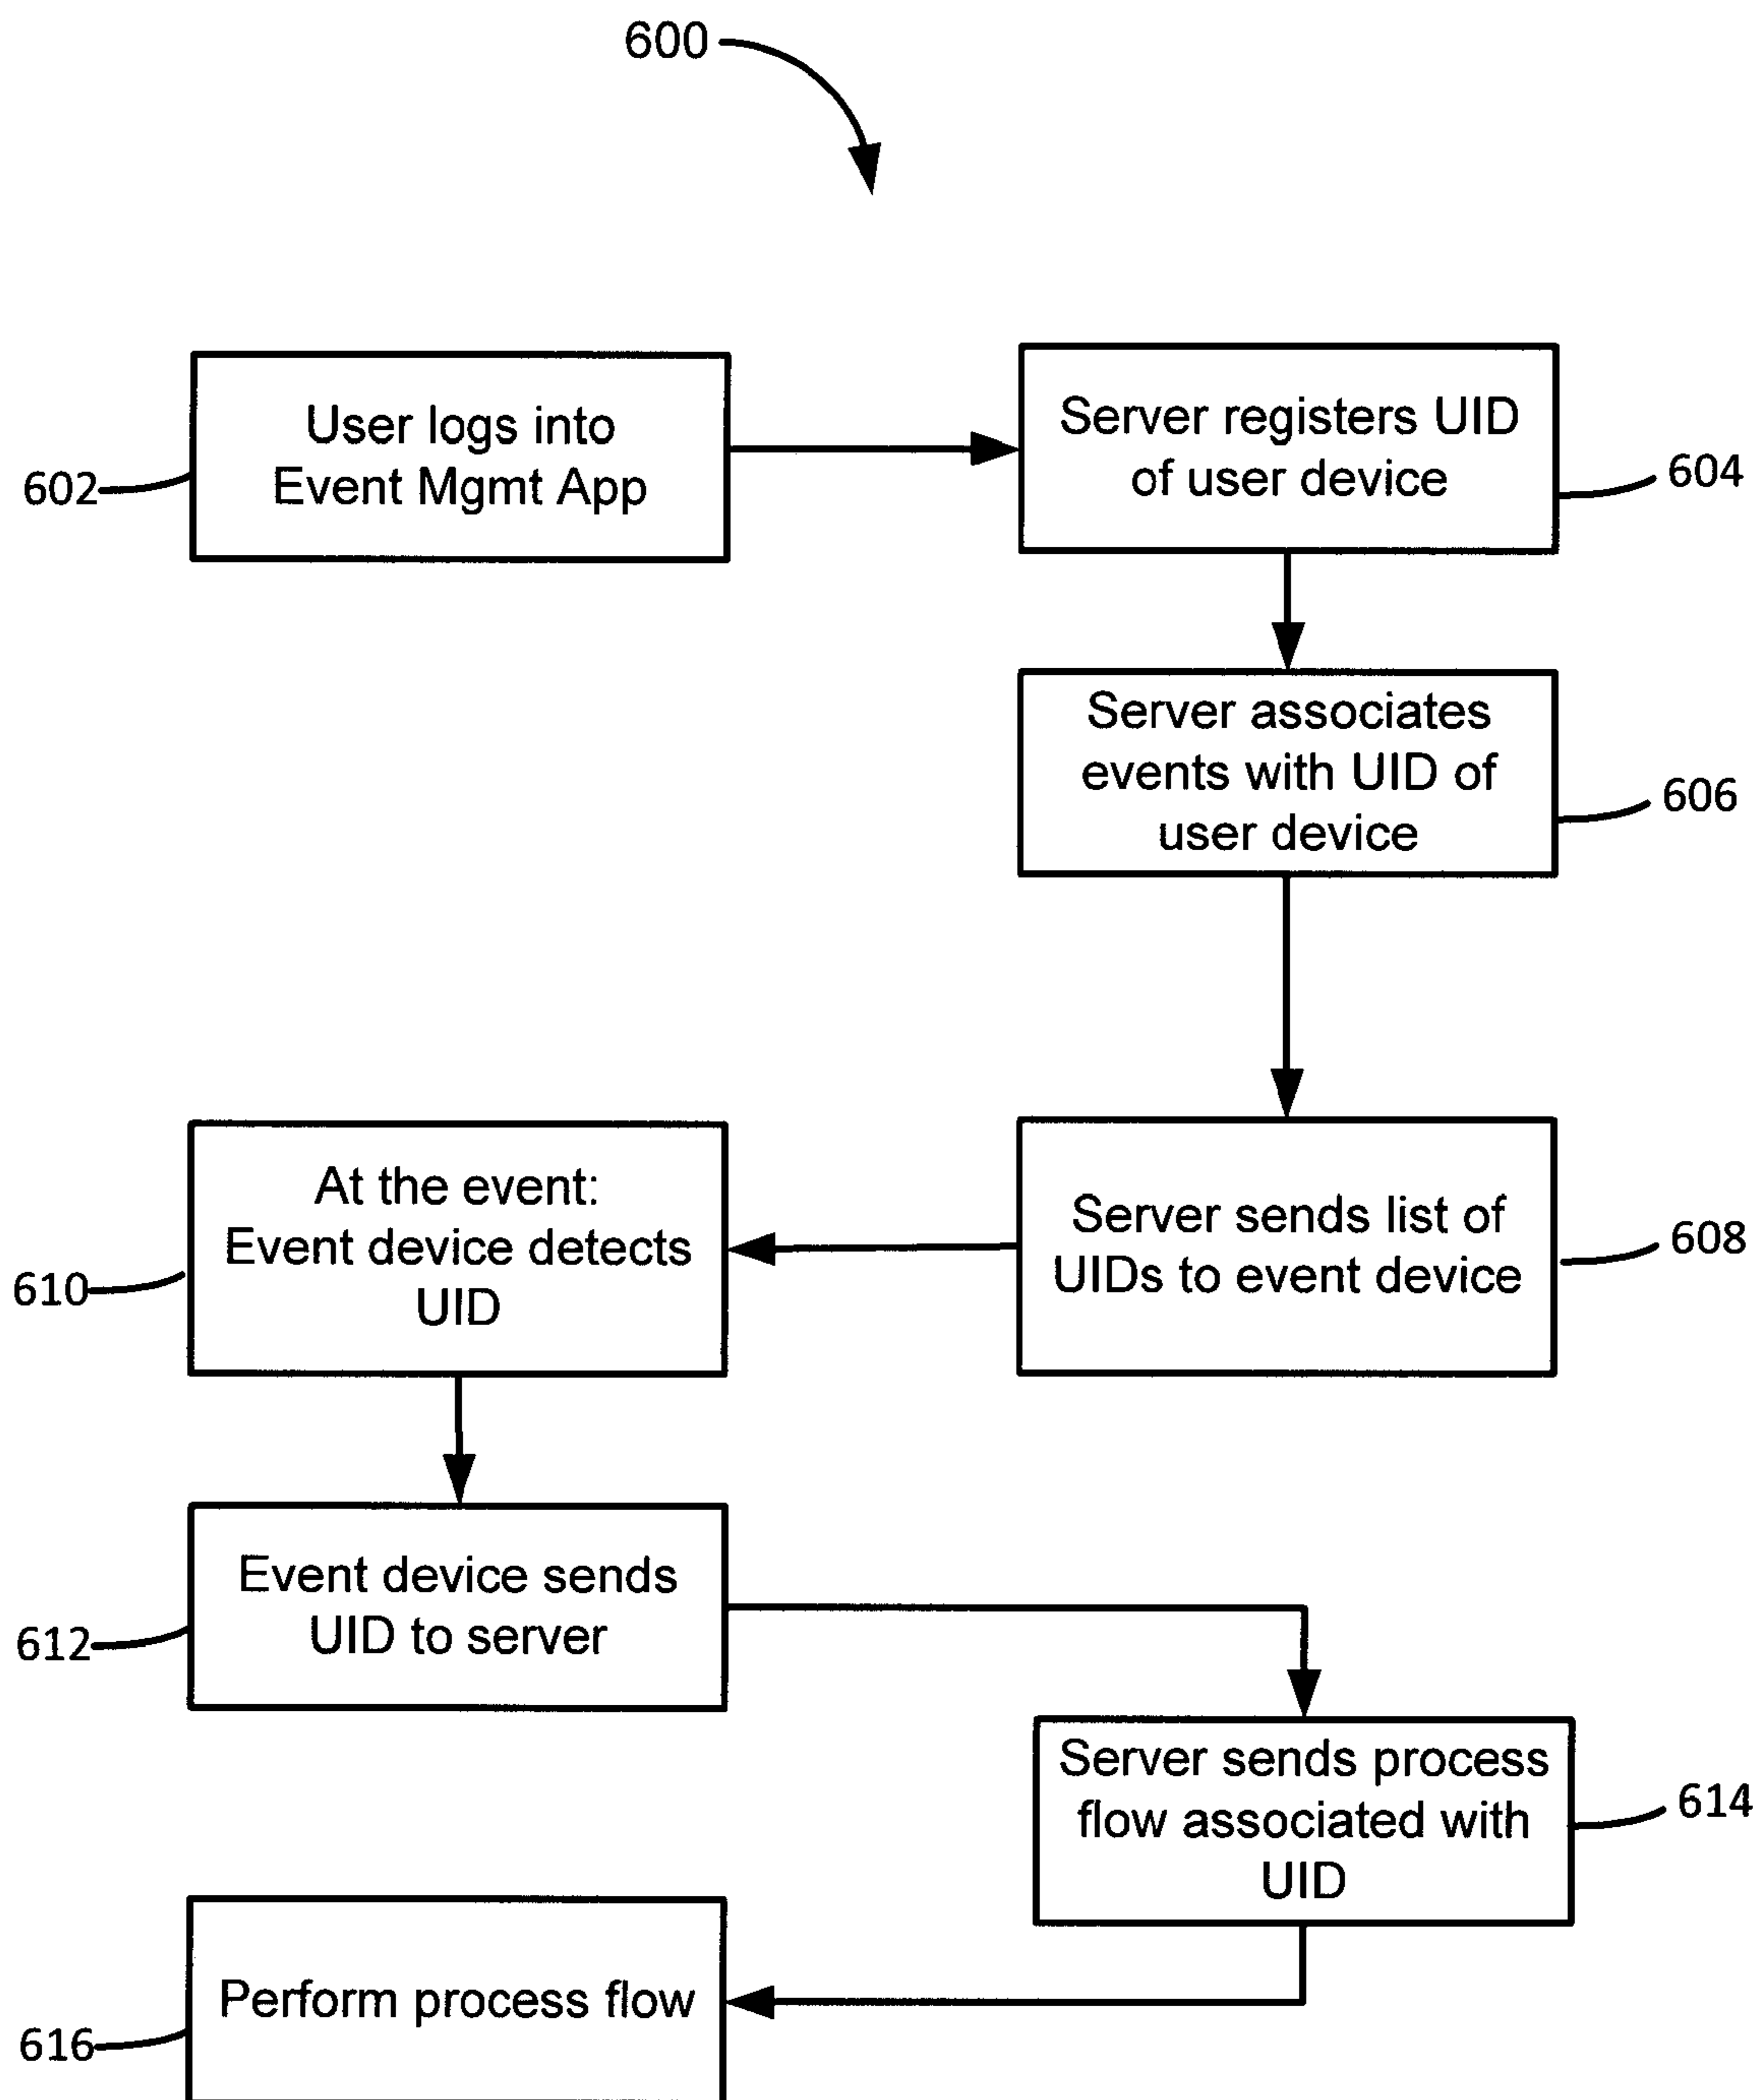 600
User logs into
Event Mgmt App
602
Server registers UID
of user device
604
Server associates
events with UID of
user device
606
Server sends list of
UIDs to event device
608
At the event:
Event device detects
UID
610
Event device sends
UID to server
612
Server sends process
flow associated with
UID
614
Perform process flow
616